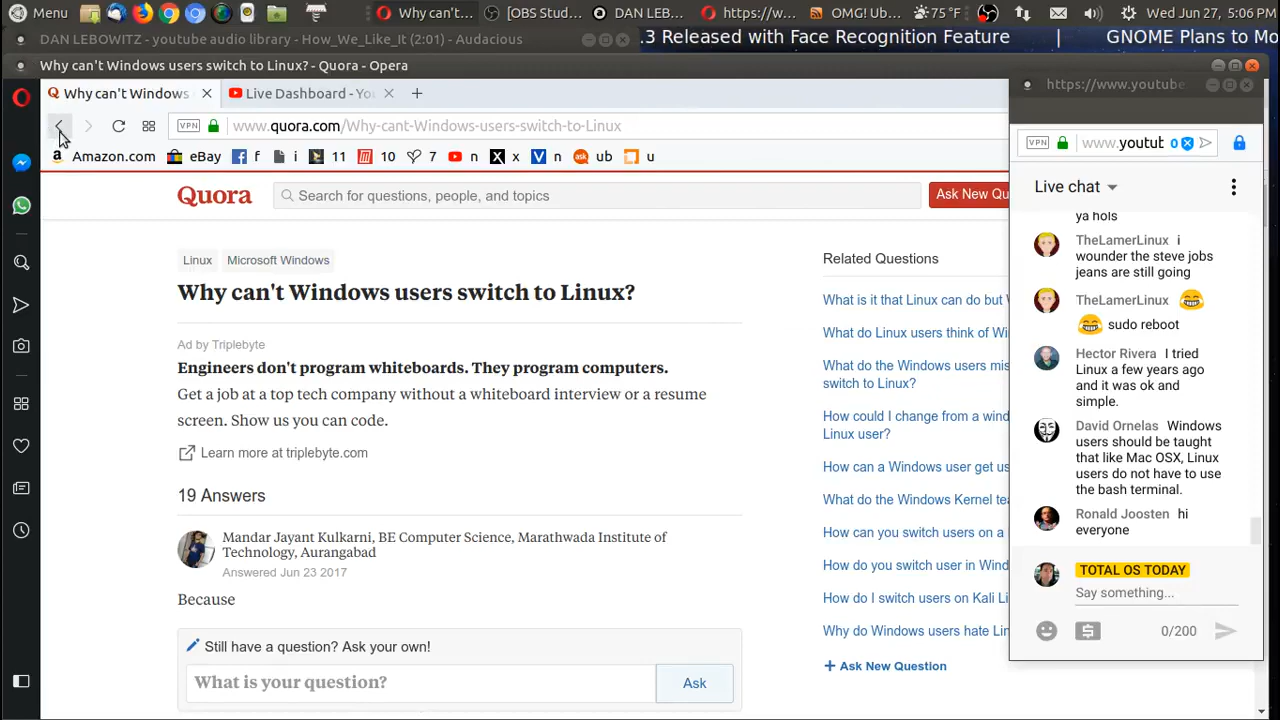 Menu
Why can't...
[OBS Stud...
DAN LEB...
https://w...
OMG! Ub...
75 °F
Wed Jun 27, 5:06 PM
DAN LEBOWITZ - youtube audio library - How_We_Like_It (2:01) - Audacious
.3 Released with Face Recognition Feature | GNOME Plans to Mo
Why can't Windows users switch to Linux? - Quora - Opera
https://www.youtube
Why can't Windows
Live Dashboard - You
VPN
www.quora.com/Why-cant-Windows-users-switch-to-Linux
VPN
www.youtub
0
Amazon.com
eBay
f
i
11
10
7
n
X x
V n
ask ub
u
Live chat
Quora
Search for questions, people, and topics
Ask New Qu
ya hols
TheLamerLinux i
wounder the steve jobs
jeans are still going
TheLamerLinux
sudo reboot
Hector Rivera I tried
Linux a few years ago
and it was ok and
simple.
David Ornelas Windows
users should be taught
that like Mac OSX, Linux
users do not have to use
the bash terminal.
Ronald Joosten hi
everyone
TOTAL OS TODAY
Say something...
0/200
Linux
Microsoft Windows
Why can't Windows users switch to Linux?
Ad by Triplebyte
Engineers don't program whiteboards. They program computers.
Get a job at a top tech company without a whiteboard interview or a resume
screen. Show us you can code.
Learn more at triplebyte.com
19 Answers
Mandar Jayant Kulkarni, BE Computer Science, Marathwada Institute of
Technology, Aurangabad
Answered Jun 23 2017
Because
Still have a question? Ask your own!
What is your question?
Ask
Related Questions
What is it that Linux can do but W
What do Linux users think of Wi
What do the Windows users mis
switch to Linux?
How could I change from a wind
Linux user?
How can a Windows user get us
What do the Windows Kernel tea
How can you switch users on a
How do you switch user in Wind
How do I switch users on Kali Li
Why do Windows users hate Lin
+ Ask New Question